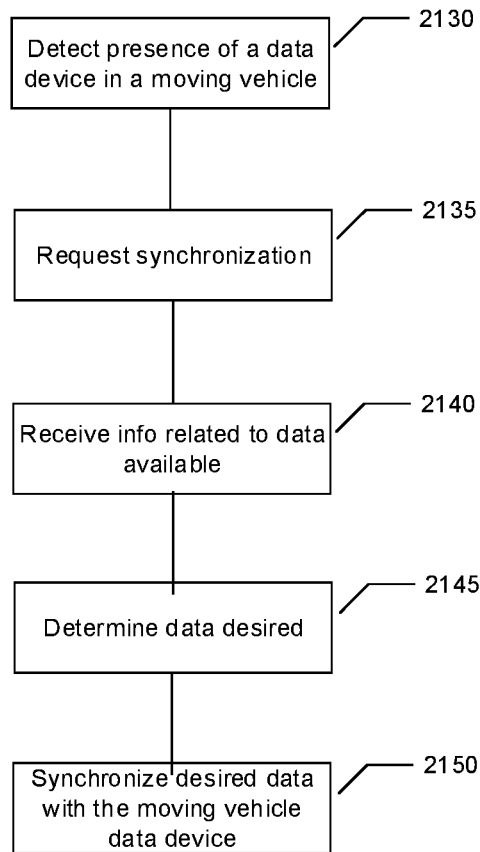 2130
Detect presence of a data
device in a moving vehicle
2135
Request synchronization
2140
Receive info related to data
available
2145
Determine data desired
2150
Synchronize desired data
with the moving vehicle
data device